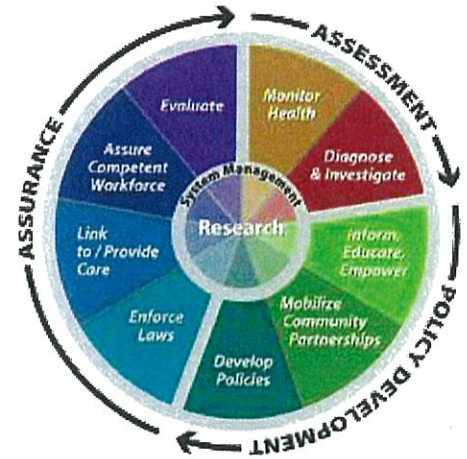 ASSESSMENT
Monitor
Health
Diagnose
& Investigate
POLICY DEVELOPMENT
Inform,
Educate,
Empower
Mobilize
Community
Partnerships
Develop
Policies
ASSURANCE
Enforce
Laws
Link
to / Provide
Care
Assure
Competent
Workforce
Evaluate
System Management
Research